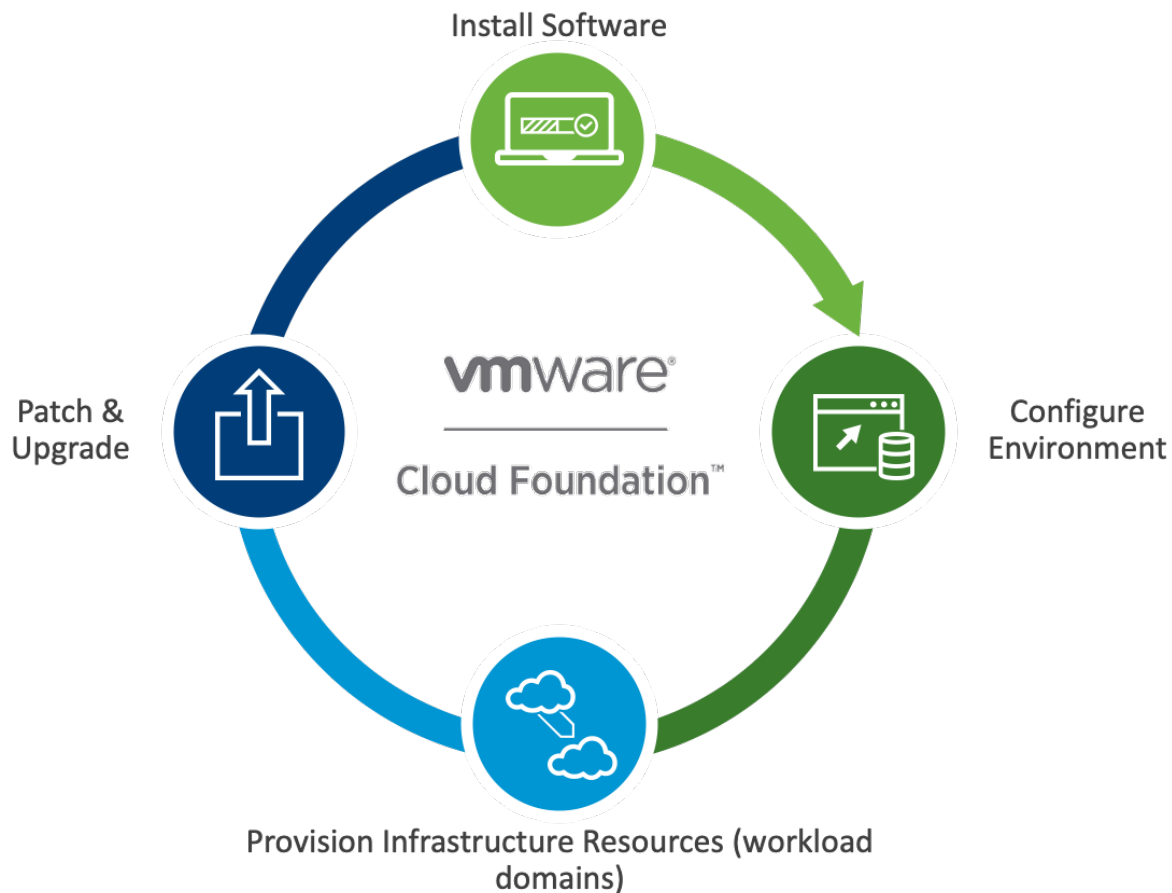 Install Software
vmware®
Cloud Foundation™
Patch &
Upgrade
Configure
Environment
Provision Infrastructure Resources (workload
domains)